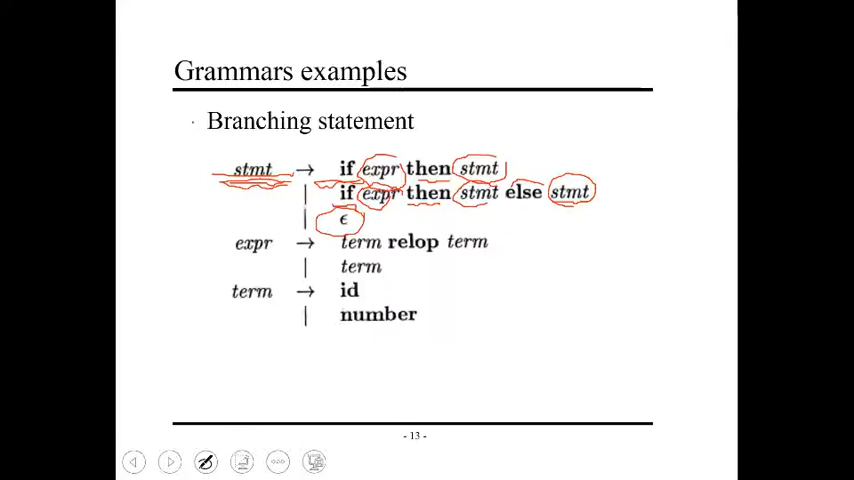 Grammars examples
· Branching statement
stmt → if expr then stmt
| if expr then stmt else stmt
| ϵ
expr → term relop term
| term
term → id
| number
- 13 -